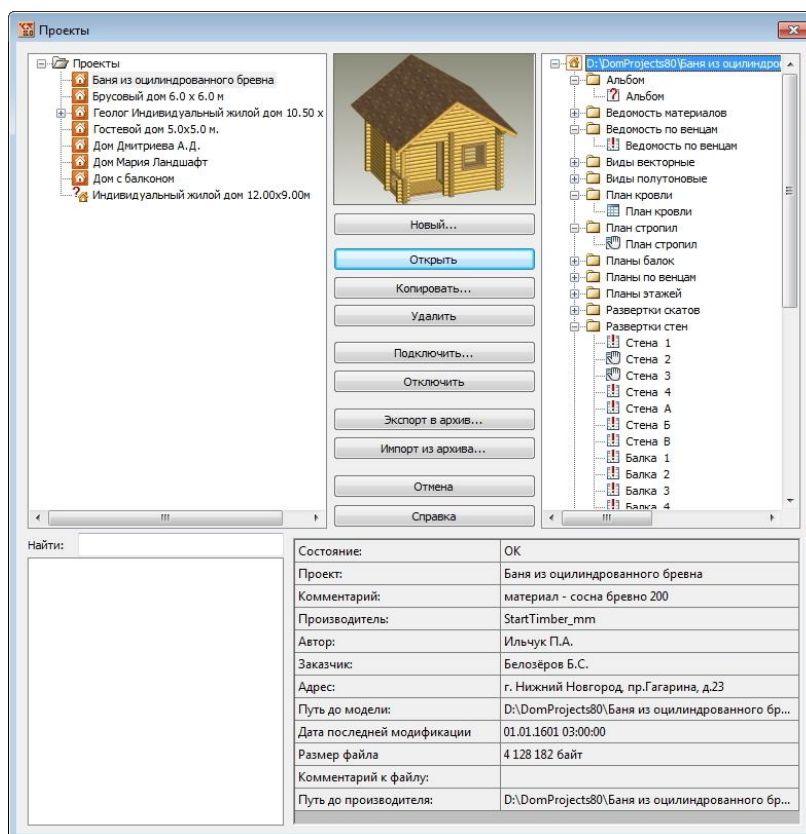 Проекты
Проекты
Баня из оцилиндрованного бревна
Брусовый дом 6.0 х 6.0 м
Геолог Индивидуальный жилой дом 10.50 х
Гостевой дом 5.0х5.0 м.
Дом Дмитриева А.Д.
Дом Мария Ландшафт
Дом с балконом
Индивидуальный жилой дом 12.00х9.00м
Новый...
Открыть
Копировать...
Удалить
Подключить...
Отключить
Экспорт в архив...
Импорт из архива...
Отмена
Справка
D:\DomProjects80\Баня из оцилиндро
Альбом
Альбом
Ведомость материалов
Ведомость по венцам
Ведомость по венцам
Виды векторные
Виды полутоновые
План кровли
План кровли
План стропил
План стропил
Планы балок
Планы по венцам
Планы этажей
Развертки скатов
Развертки стен
Стена 1
Стена 2
Стена 3
Стена 4
Стена А
Стена Б
Стена В
Балка 1
Балка 2
Балка 3
Балка 4
Найти:
Состояние: ОК
Проект: Баня из оцилиндрованного бревна
Комментарий: материал - сосна бревно 200
Производитель: StartTimber_mm
Автор: Ильчук П.А.
Заказчик: Белозёров Б.С.
Адрес: г. Нижний Новгород, пр.Гагарина, д.23
Путь до модели: D:\DomProjects80\Баня из оцилиндрованного бр...
Дата последней модификации 01.01.1601 03:00:00
Размер файла 4 128 182 байт
Комментарий к файлу:
Путь до производителя: D:\DomProjects80\Баня из оцилиндрованного бр...